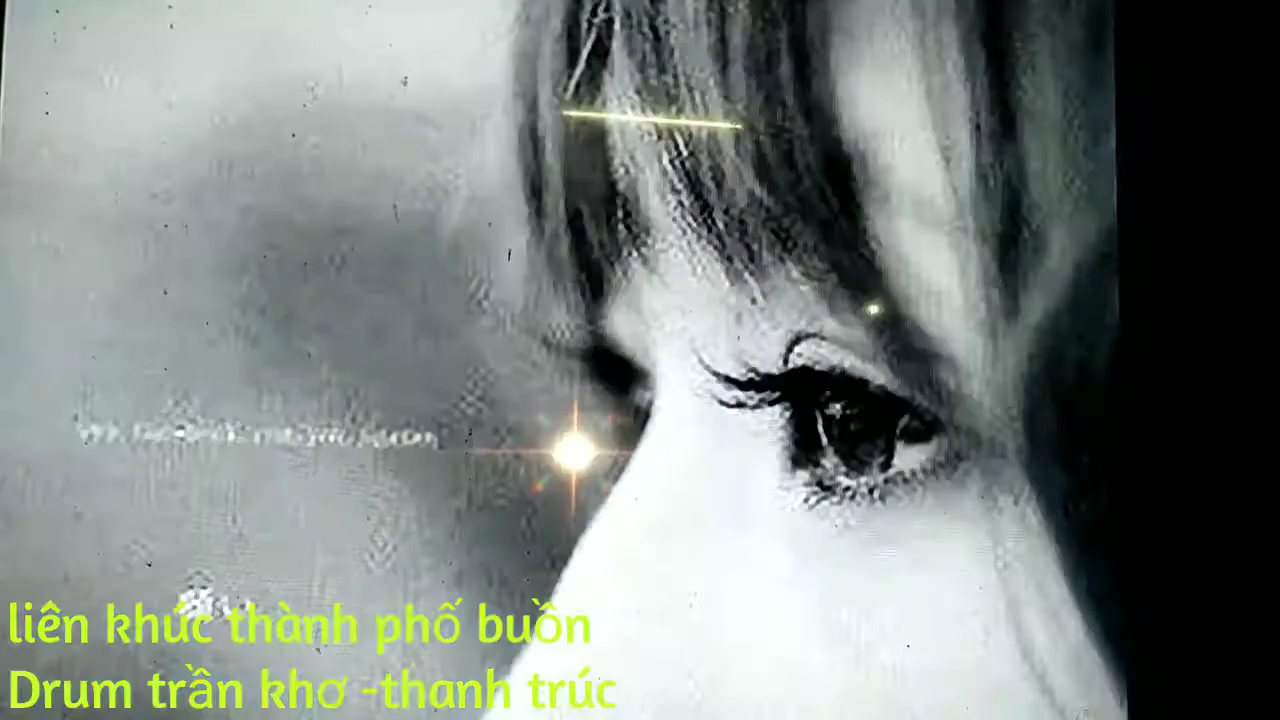 liên khúc thành phố buồn
Drum trần khơ -thanh trúc